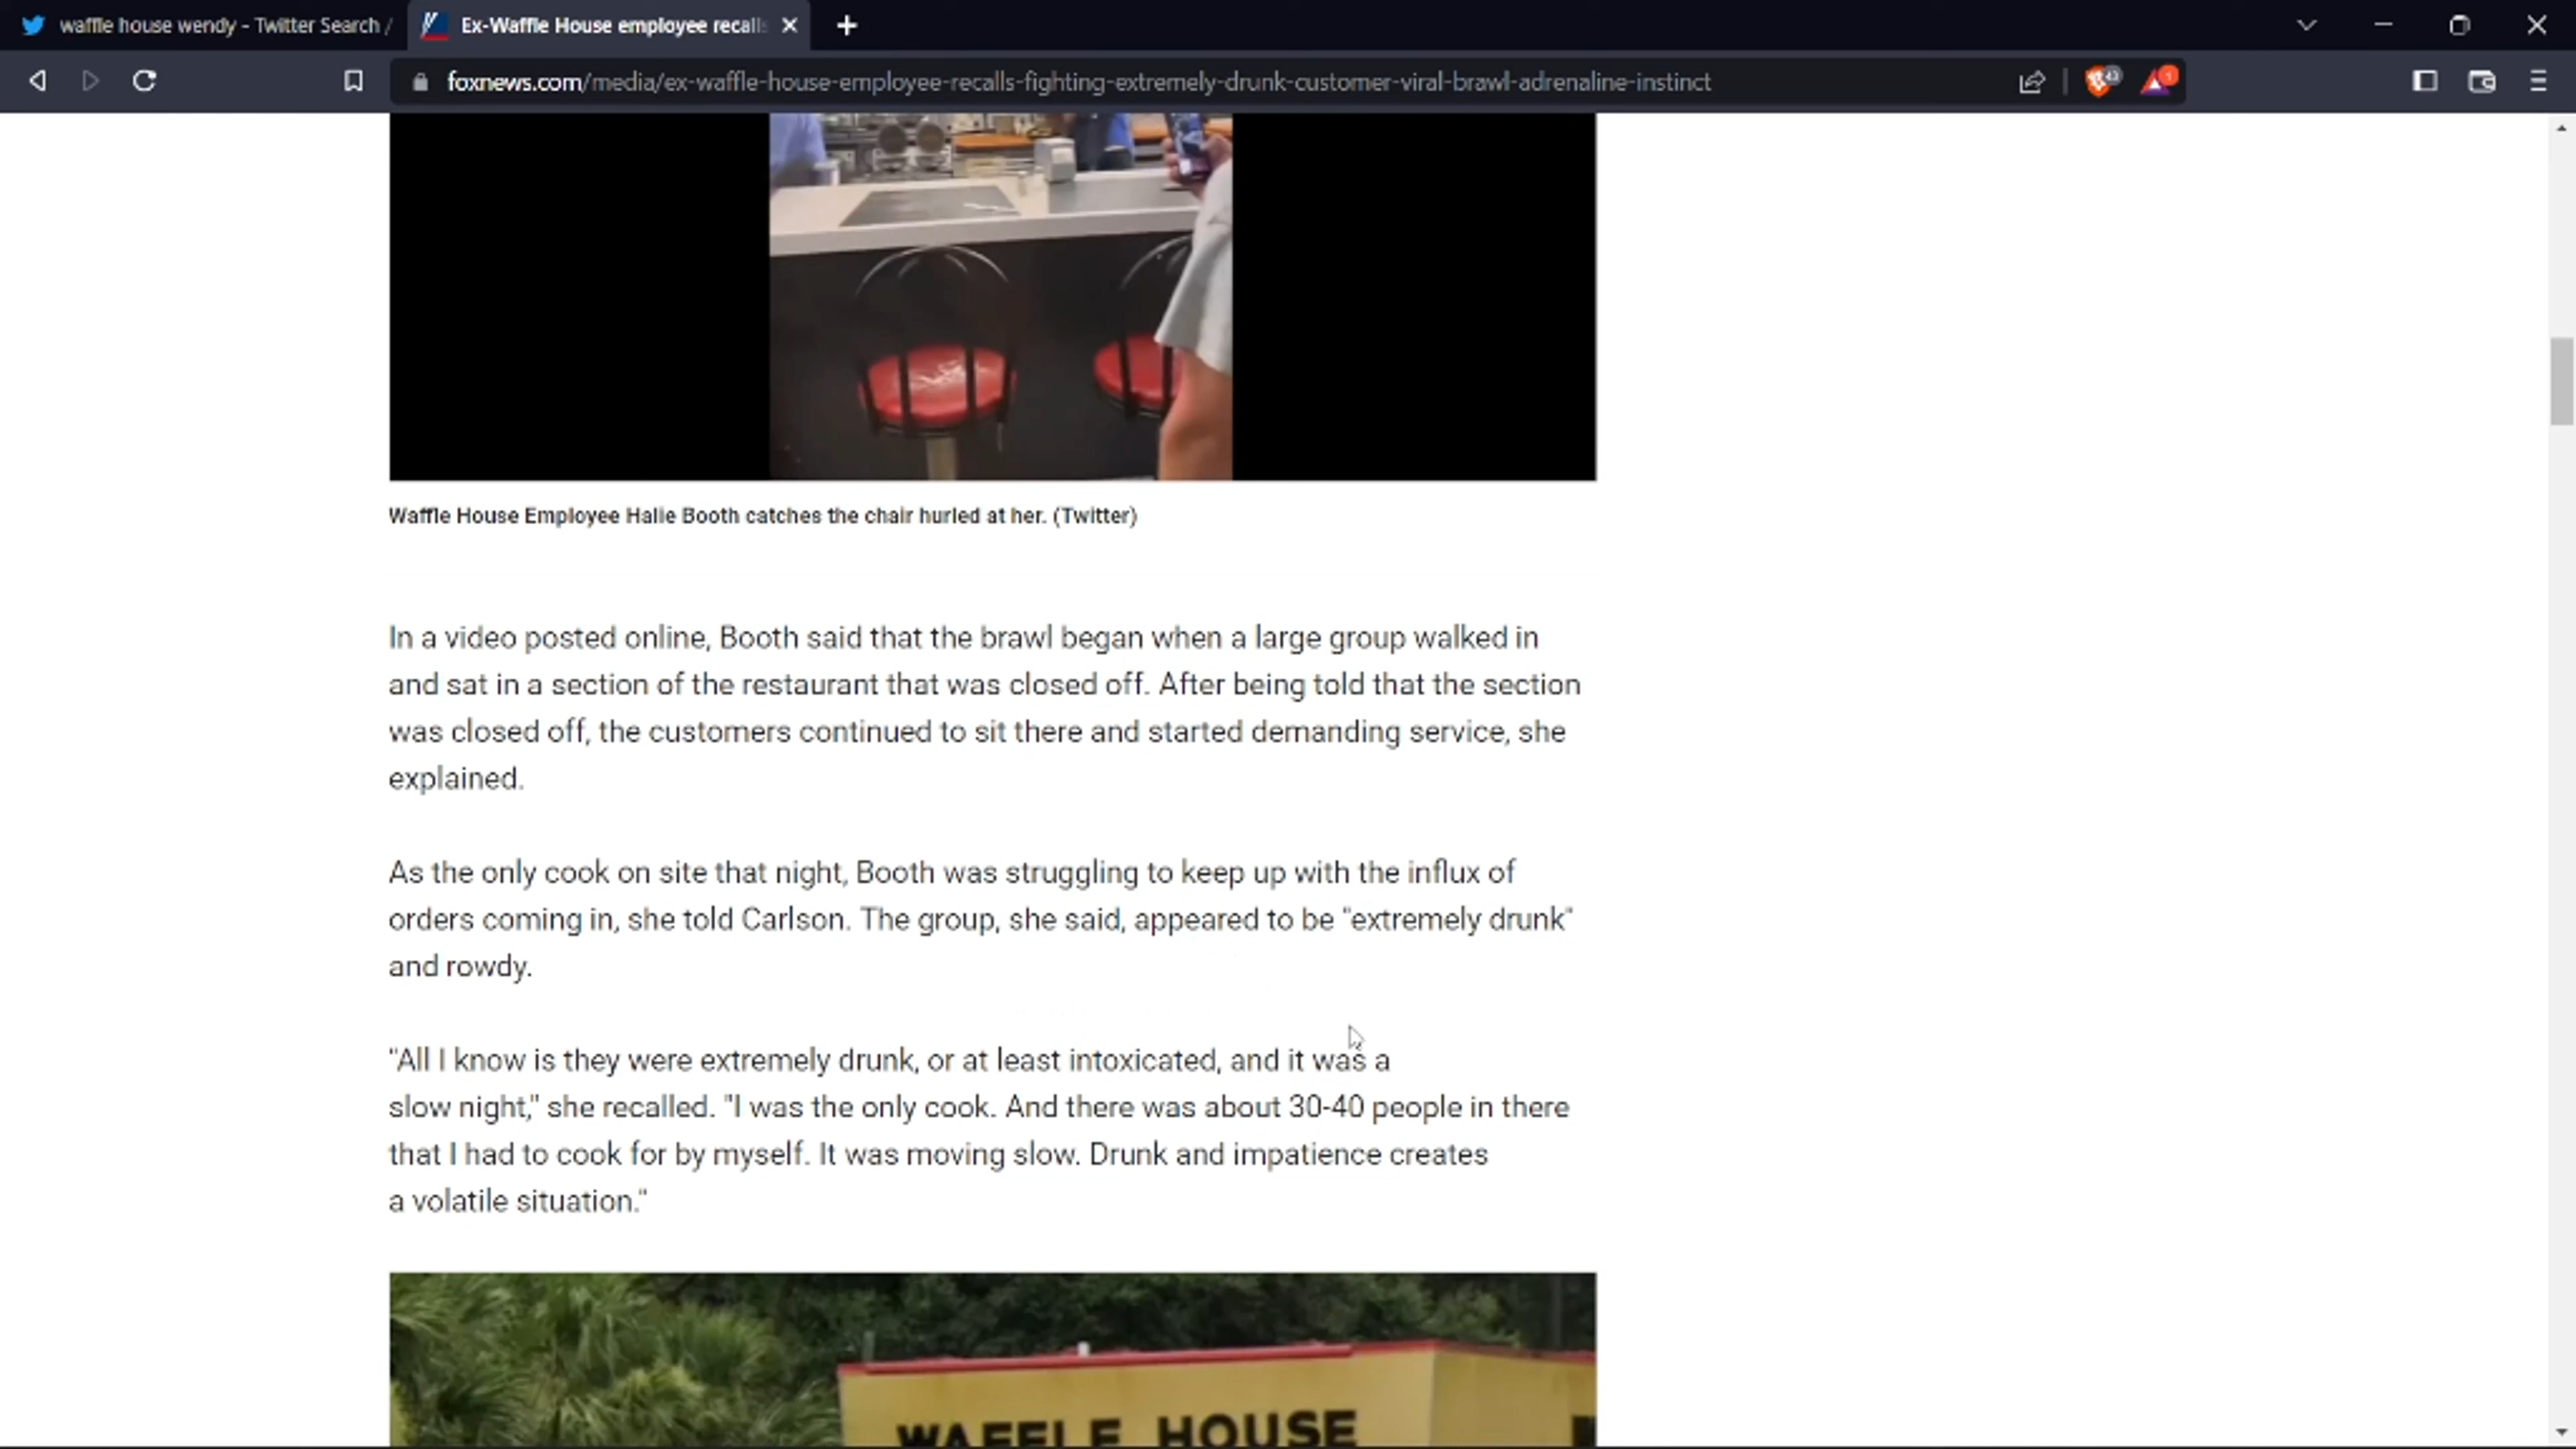 waffle house wendy - Twitter Search /
Ex-Waffle House employee recalls
foxnews.com/media/ex-waffle-house-employee-recalls-fighting-extremely-drunk-customer-viral-brawl-adrenaline-instinct
43
1
Waffle House Employee Halie Booth catches the chair hurled at her. (Twitter)
In a video posted online, Booth said that the brawl began when a large group walked in
and sat in a section of the restaurant that was closed off. After being told that the section
was closed off, the customers continued to sit there and started demanding service, she
explained.
As the only cook on site that night, Booth was struggling to keep up with the influx of
orders coming in, she told Carlson. The group, she said, appeared to be "extremely drunk"
and rowdy.
"All I know is they were extremely drunk, or at least intoxicated, and it was a
slow night," she recalled. "I was the only cook. And there was about 30-40 people in there
that I had to cook for by myself. It was moving slow. Drunk and impatience creates
a volatile situation."
WAFFLE HOUSE